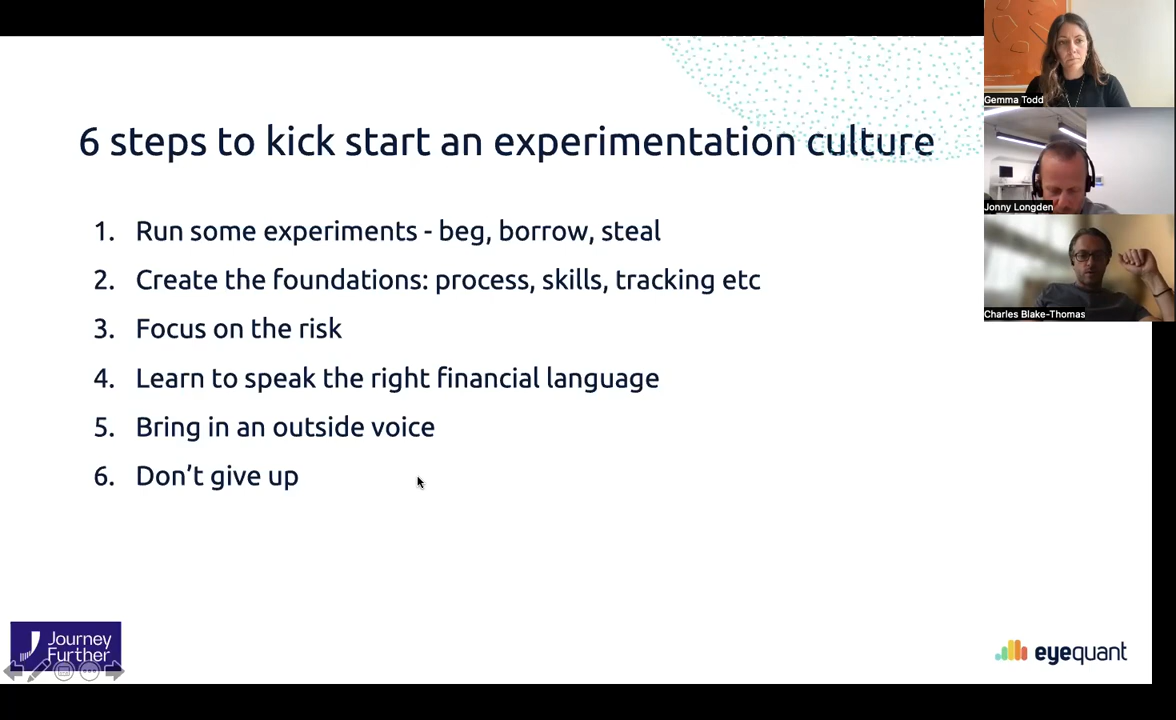 6 steps to kick start an experimentation culture
1. Run some experiments - beg, borrow, steal
2. Create the foundations: process, skills, tracking etc
3. Focus on the risk
4. Learn to speak the right financial language
5. Bring in an outside voice
6. Don’t give up
Gemma Todd
Jonny Longden
Charles Blake-Thomas
Journey
Further
eyequant